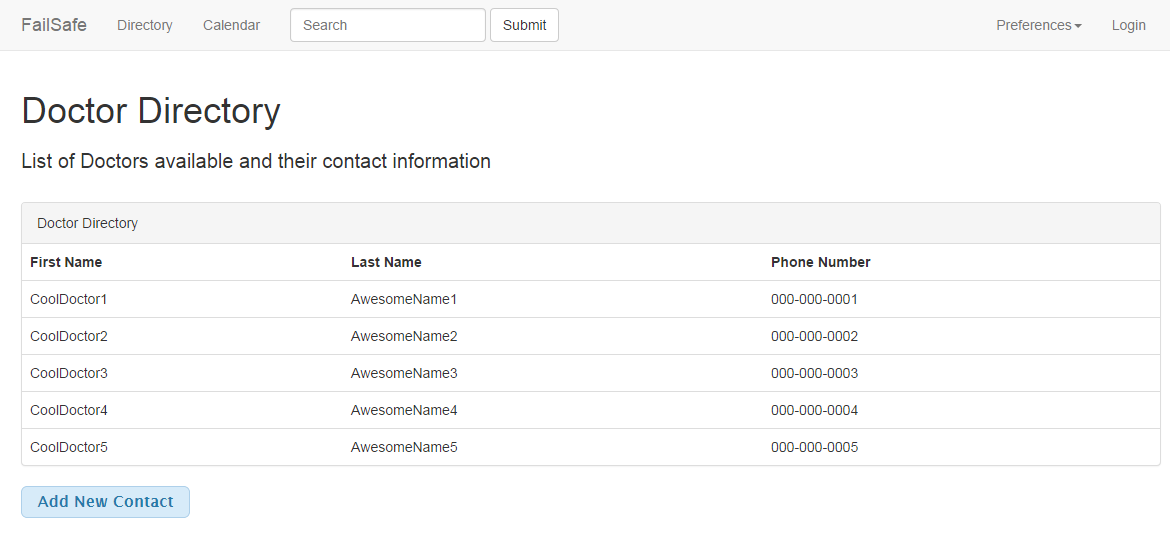 FailSafe Directory Calendar Search Submit Preferences Login
Doctor Directory
List of Doctors available and their contact information
Doctor Directory
First Name Last Name Phone Number
CoolDoctor1 AwesomeName1 000-000-0001
CoolDoctor2 AwesomeName2 000-000-0002
CoolDoctor3 AwesomeName3 000-000-0003
CoolDoctor4 AwesomeName4 000-000-0004
CoolDoctor5 AwesomeName5 000-000-0005
Add New Contact